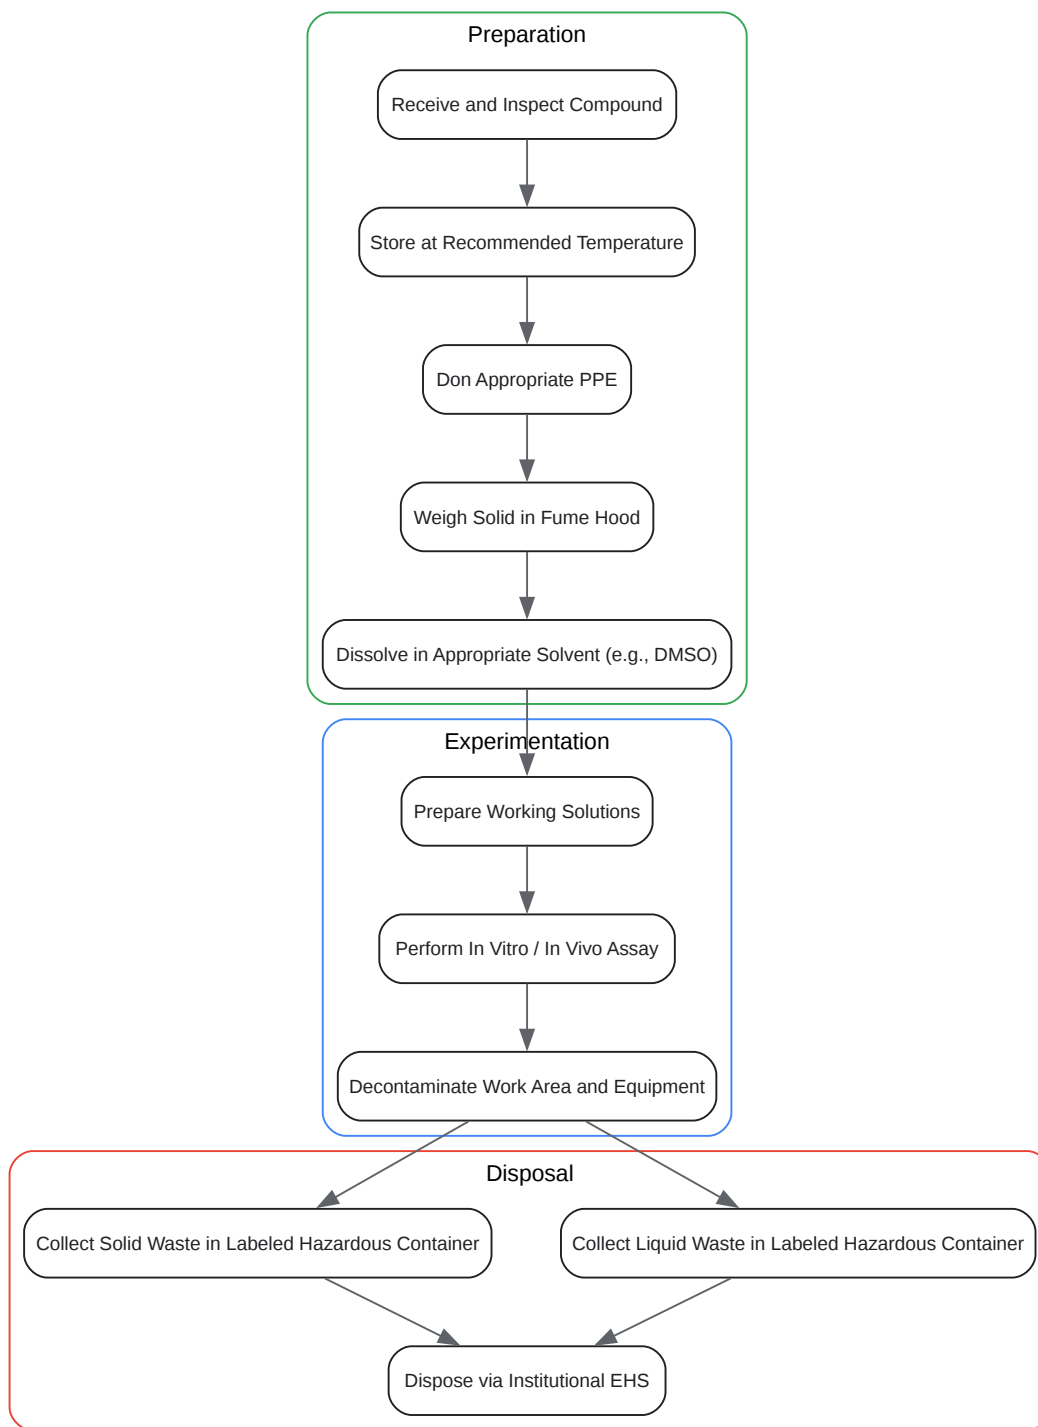 Preparation
Receive and Inspect Compound
Store at Recommended Temperature
Don Appropriate PPE
Weigh Solid in Fume Hood
Dissolve in Appropriate Solvent (e.g., DMSO)
Experimentation
Prepare Working Solutions
Perform In Vitro / In Vivo Assay
Decontaminate Work Area and Equipment
Disposal
Collect Solid Waste in Labeled Hazardous Container
Collect Liquid Waste in Labeled Hazardous Container
Dispose via Institutional EHS